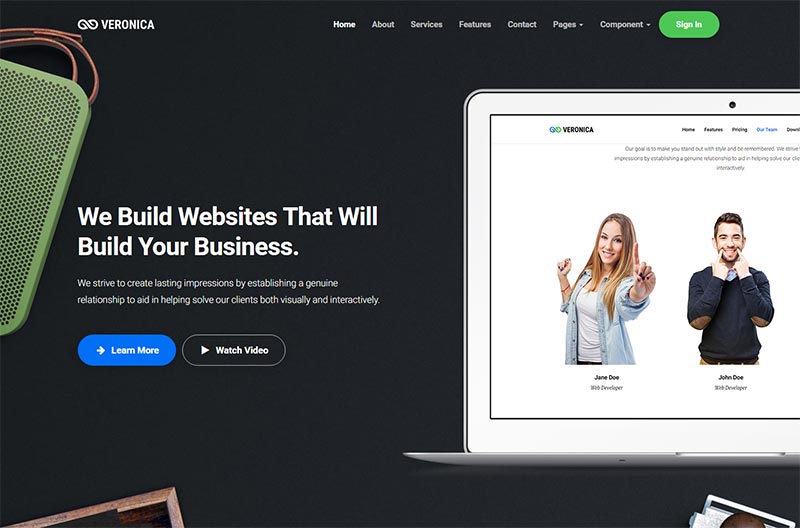 VERONICA
Home About Services Features Contact Pages Component Sign In
We Build Websites That Will
Build Your Business.
We strive to create lasting impressions by establishing a genuine
relationship to aid in helping solve our clients both visually and interactively.
Learn More
Watch Video
VERONICA
Home Features Pricing Our Team
Our goal is to make you stand out with style and be remembered. We strive
impressions by establishing a genuine relationship to aid in helping solve our
interactively.
Jane Doe
Web Developer
John Doe
Web Developer